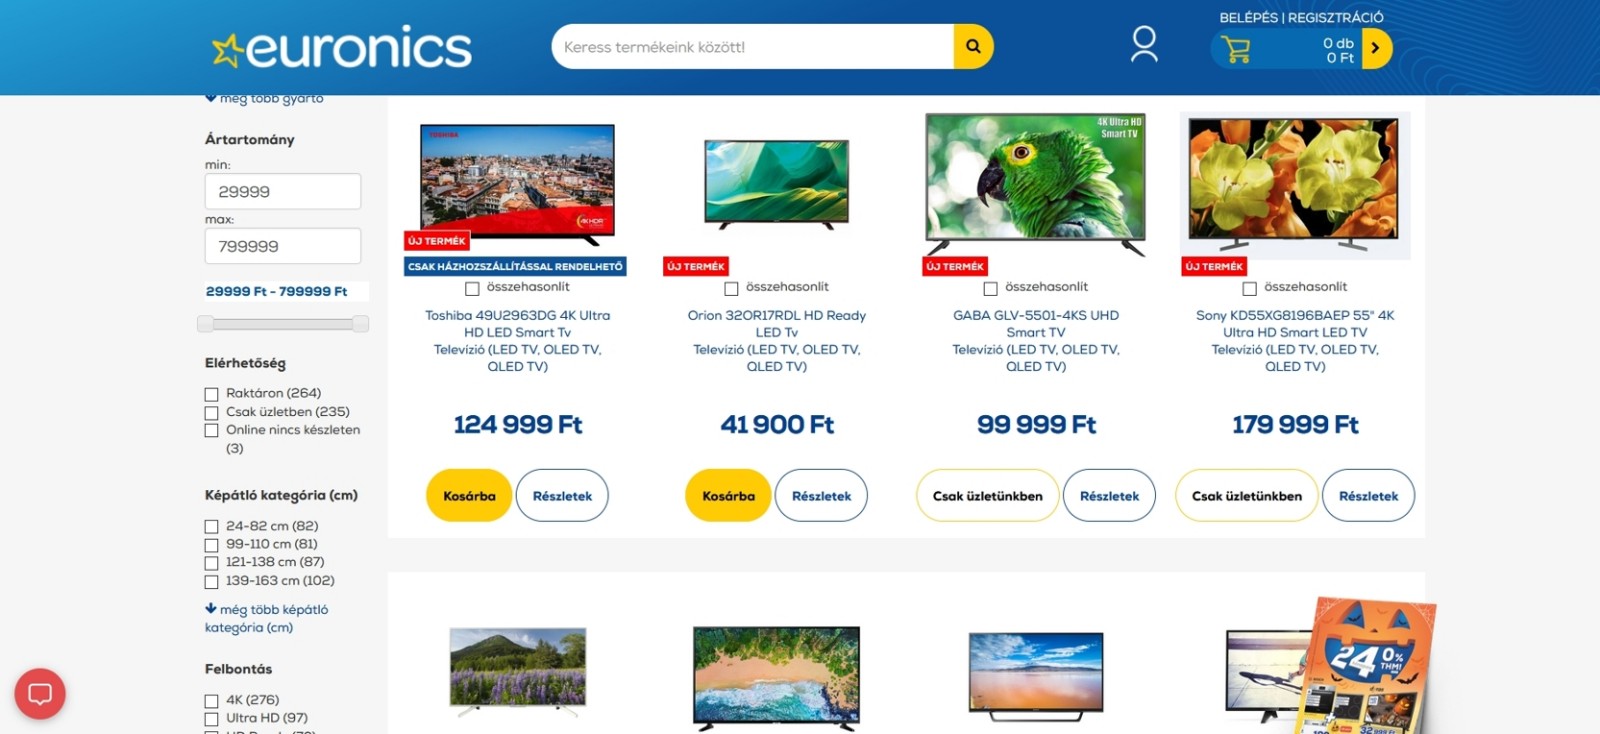 euronics
Keress termékeink között!
BELÉPÉS | REGISZTRÁCIÓ
0 db
0 Ft
még több gyártó
Ártartomány
min:
29999
max:
799999
29999 Ft - 799999 Ft
Elérhetőség
Raktáron (264)
Csak üzletben (235)
Online nincs készleten
(3)
Képátló kategória (cm)
24-82 cm (82)
99-110 cm (81)
121-138 cm (87)
139-163 cm (102)
még több képátló
kategória (cm)
Felbontás
4K (276)
Ultra HD (97)
TOSHIBA
4K HDR
ÚJ TERMÉK
CSAK HÁZHOZSZÁLLÍTÁSSAL RENDELHETŐ
összehasonlít
Toshiba 49U2963DG 4K Ultra
HD LED Smart Tv
Televízió (LED TV, OLED TV,
QLED TV)
124 999 Ft
Kosárba
Részletek
ÚJ TERMÉK
összehasonlít
Orion 32OR17RDL HD Ready
LED Tv
Televízió (LED TV, OLED TV,
QLED TV)
41 900 Ft
Kosárba
Részletek
4K Ultra HD
Smart TV
ÚJ TERMÉK
összehasonlít
GABA GLV-5501-4KS UHD
Smart TV
Televízió (LED TV, OLED TV,
QLED TV)
99 999 Ft
Csak üzletünkben
Részletek
ÚJ TERMÉK
összehasonlít
Sony KD55XG8196BAEP 55" 4K
Ultra HD Smart LED TV
Televízió (LED TV, OLED TV,
QLED TV)
179 999 Ft
Csak üzletünkben
Részletek
24 0%
THM!
32 999 Ft